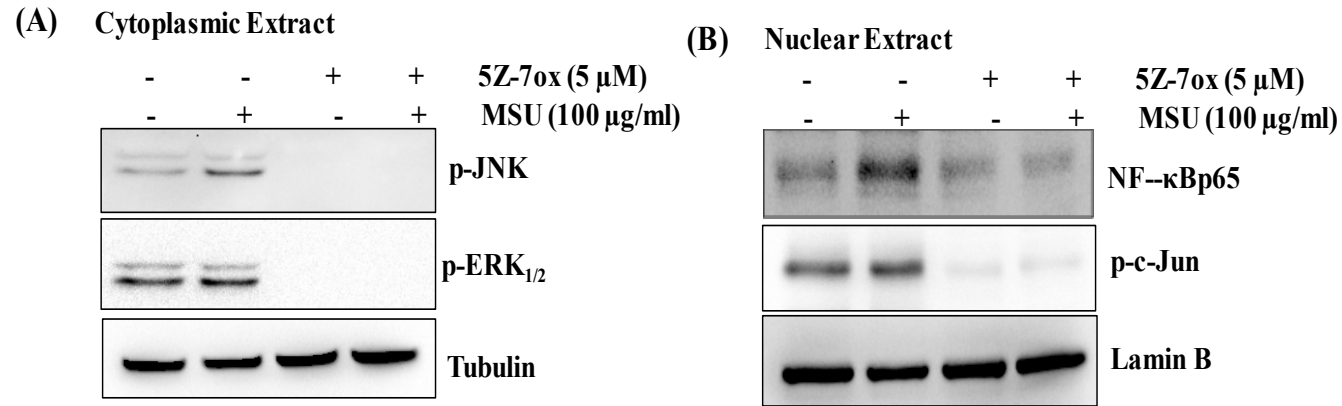 (A) Cytoplasmic Extract
- - + + 5Z-7ox (5 µM)
- + - + MSU (100 µg/ml)
p-JNK
p-ERK1/2
Tubulin
(B) Nuclear Extract
- - + + 5Z-7ox (5 µM)
- + - + MSU (100 µg/ml)
NF--κBp65
p-c-Jun
Lamin B